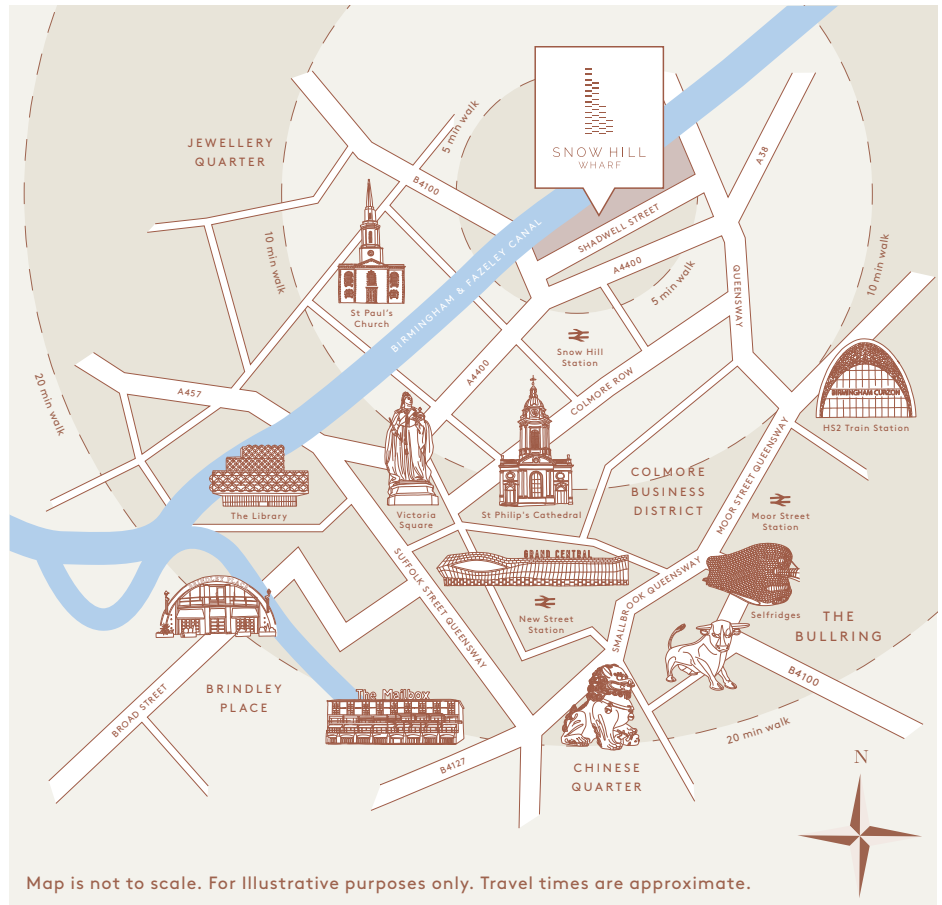 SNOW HILL
WHARF
JEWELLERY
QUARTER
5 min walk
A38
B4100
SHADWELL STREET
BIRMINGHAM & FAZELEY CANAL
10 min walk
A4400
5 min walk
QUEENSWAY
10 min walk
St Paul's
Church
Snow Hill
Station
A4400
COLMORE ROW
20 min walk
A457
BIRMINGHAM CURZON
HS2 Train Station
COLMORE
BUSINESS
DISTRICT
MOOR STREET QUEENSWAY
The Library
Victoria
Square
St Philip's Cathedral
Moor Street
Station
GRAND CENTRAL
SUFFOLK STREET QUEENSWAY
SMALLBROOK QUEENSWAY
New Street
Station
Selfridges
THE
BULLRING
B4100
BRINDLEY
PLACE
BROAD STREET
The Mailbox
20 min walk
B4127
CHINESE
QUARTER
N
Map is not to scale. For Illustrative purposes only. Travel times are approximate.